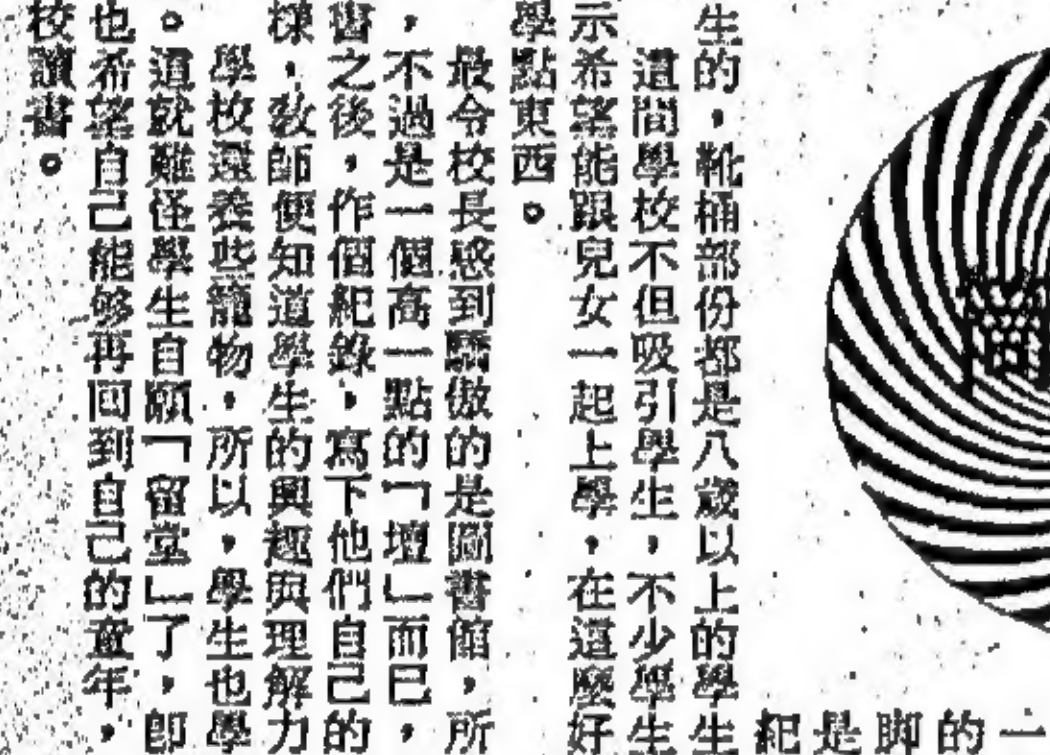 生的，靴桶部份都是八歲以上的學生
這間學校不但吸引學生，不少學生
示希望能跟兒女一起上學，在這麼好
學點東西。
最令校長感到驕傲的是圖書館，所
，不過是一個高一點的「壇」而已，
書之後，作個紀錄，寫下他們自己的
樣，教師便知道學生的興趣與理解力
學校還養些寵物，所以，學生也學
。這就難怪學生自願「留堂」了，即
也希望自己能够再回到自己的童年，
校讀書。
一
的
脚
是
紀